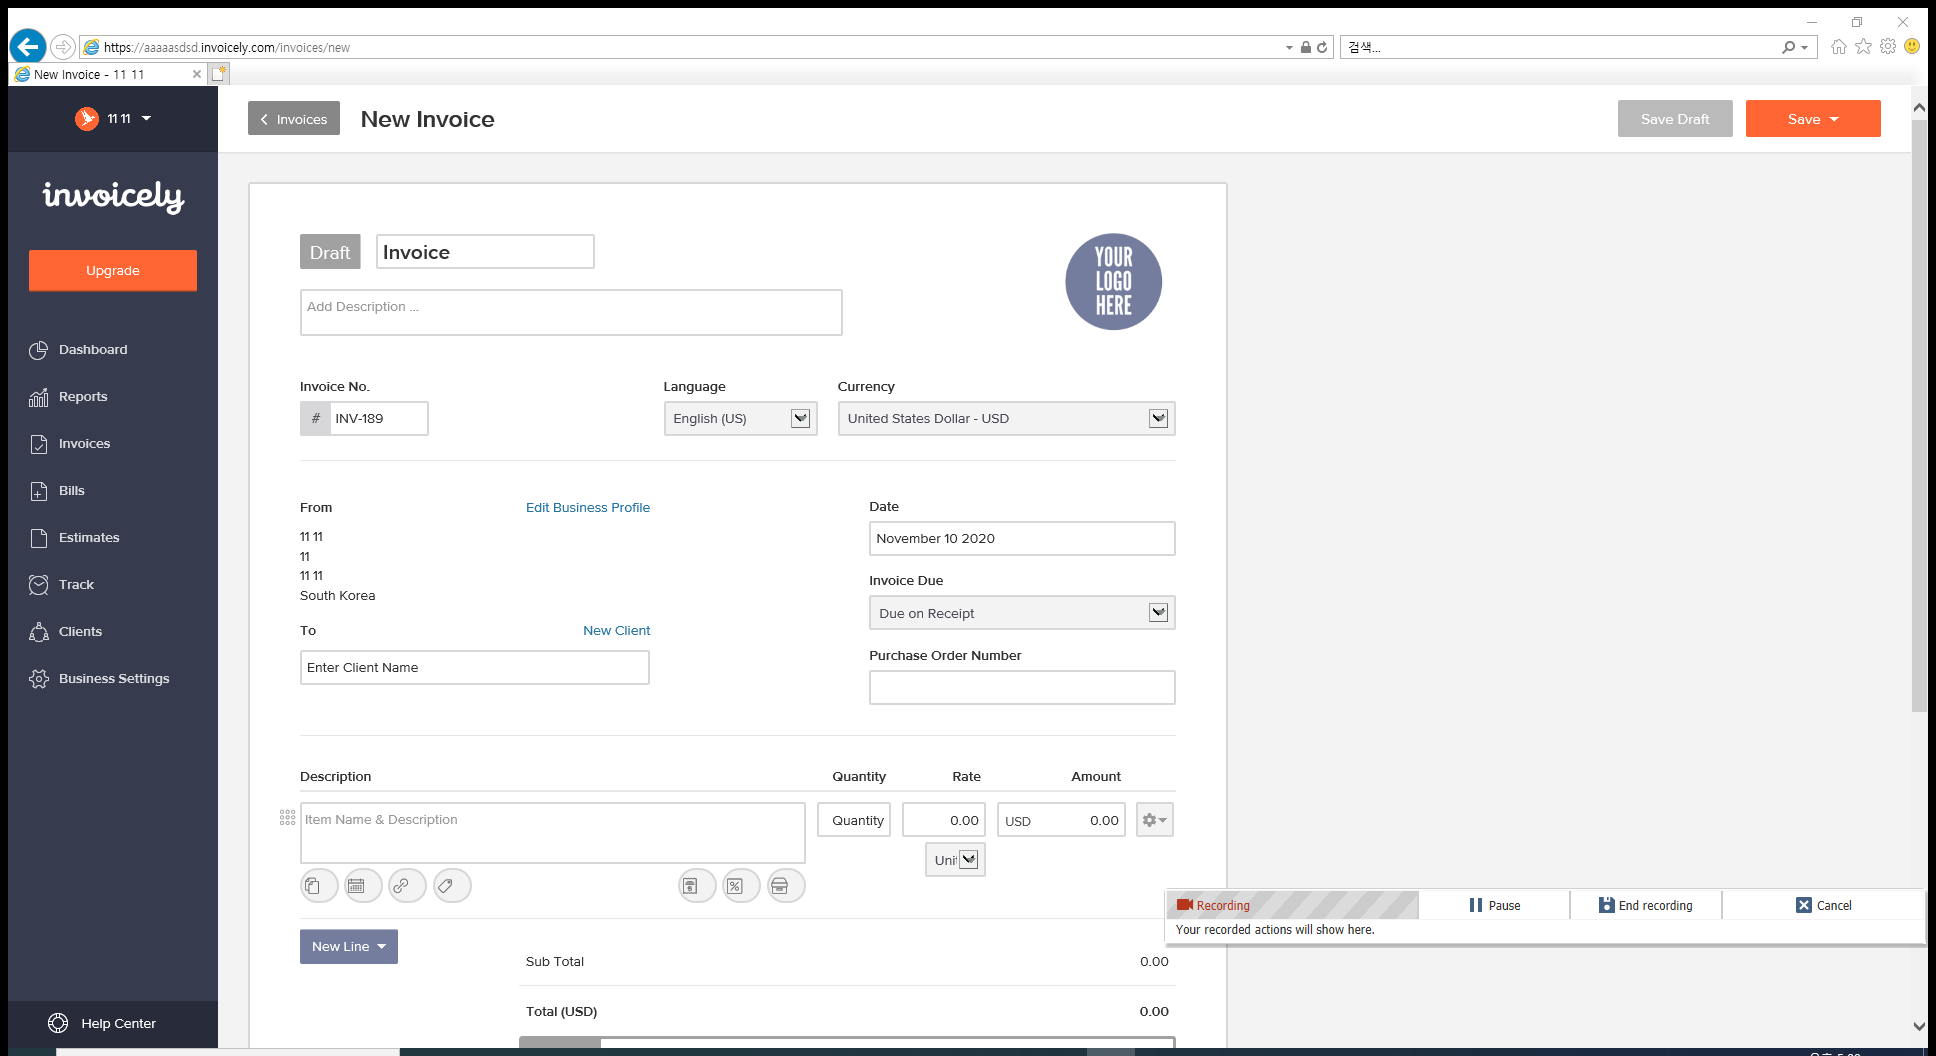 https://aaaaasdsd.invoicely.com/invoices/new
검색...
New Invoice - 11 11
11 11
Invoices
New Invoice
Save Draft
Save
invoicely
Upgrade
Dashboard
Reports
Invoices
Bills
Estimates
Track
Clients
Business Settings
Help Center
Draft
Invoice
YOUR
LOGO
HERE
Add Description ...
Invoice No.
Language
Currency
# INV-189
English (US)
United States Dollar - USD
From
Edit Business Profile
11 11
11
11 11
South Korea
Date
November 10 2020
Invoice Due
Due on Receipt
To
New Client
Enter Client Name
Purchase Order Number
Description
Quantity
Rate
Amount
Item Name & Description
Quantity
0.00
USD
0.00
Uni
New Line
Sub Total
0.00
Total (USD)
0.00
Recording
Pause
End recording
Cancel
Your recorded actions will show here.